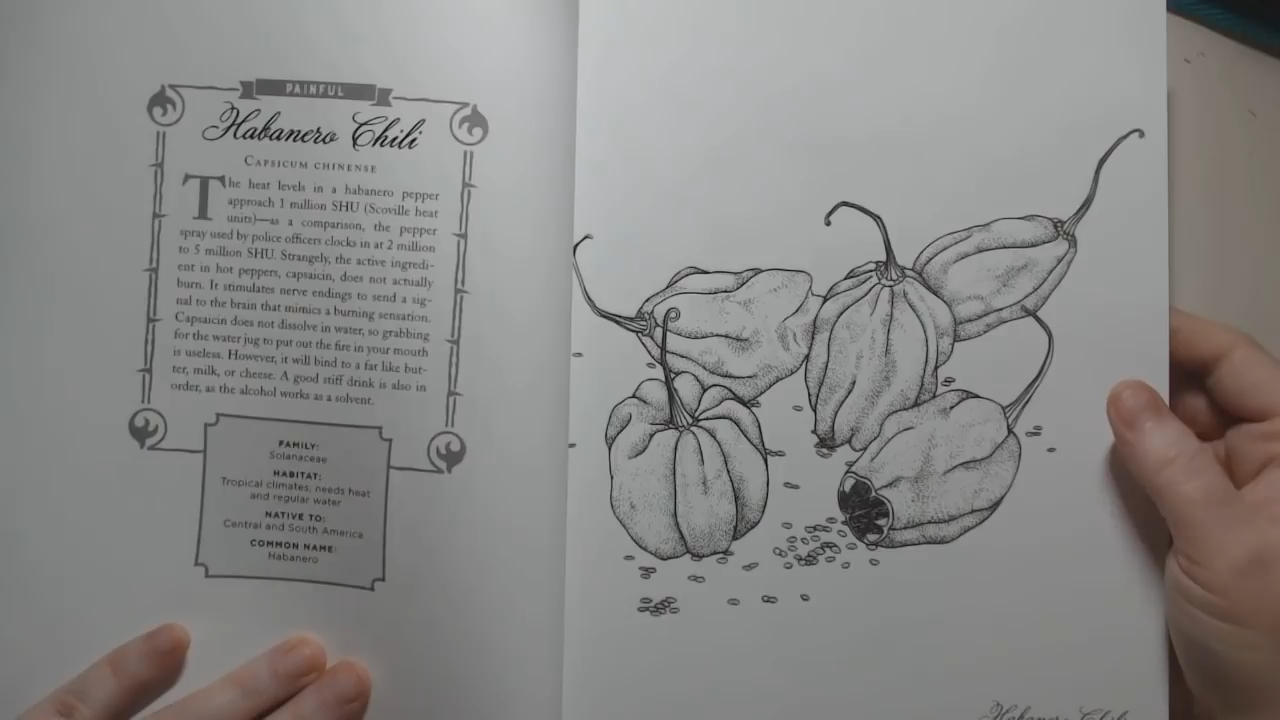 PAINFUL
Habanero Chili
CAPSICUM CHINENSE
The heat levels in a habanero pepper
approach 1 million SHU (Scoville heat
units)—as a comparison, the pepper
spray used by police officers clocks in at 2 million
to 5 million SHU. Strangely, the active ingredi-
ent in hot peppers, capsaicin, does not actually
burn. It stimulates nerve endings to send a sig-
nal to the brain that mimics a burning sensation.
Capsaicin does not dissolve in water, so grabbing
for the water jug to put out the fire in your mouth
is useless. However, it will bind to a fat like but-
ter, milk, or cheese. A good stiff drink is also in
order, as the alcohol works as a solvent.
FAMILY:
Solanaceae
HABITAT:
Tropical climates, needs heat
and regular water
NATIVE TO:
Central and South America
COMMON NAME:
Habanero
Habanero Chili